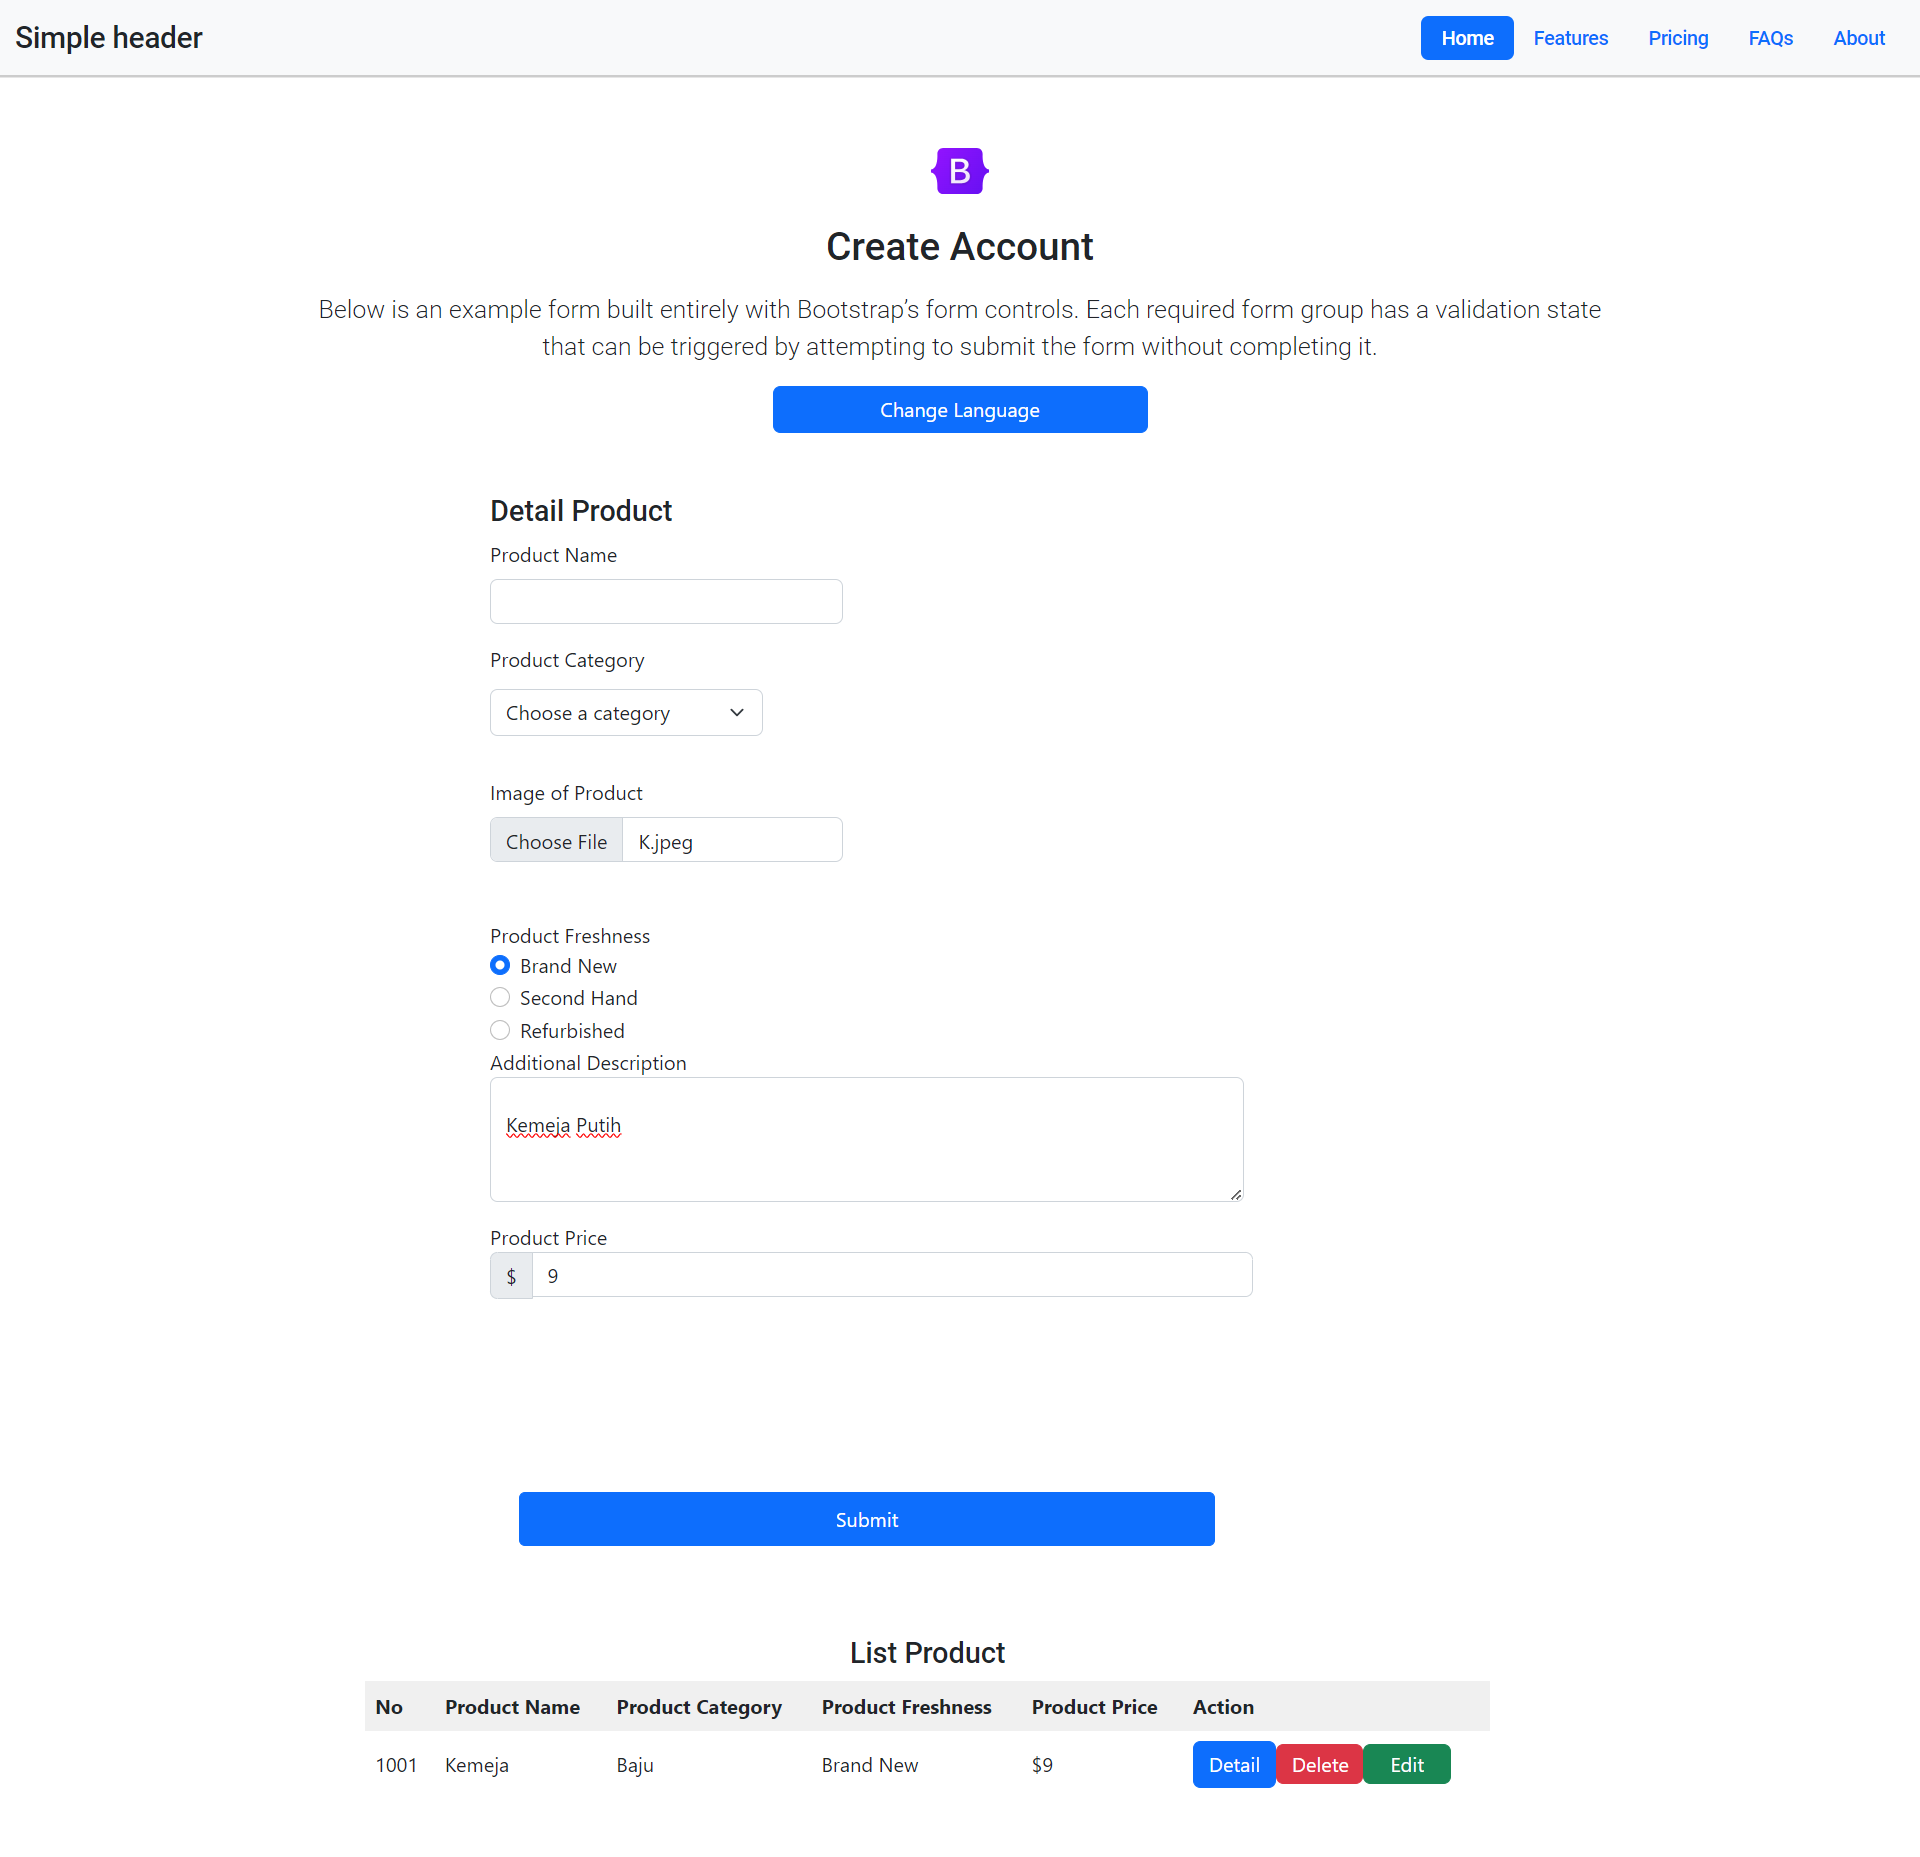 Simple header
Home Features Pricing FAQs About
B
Create Account
Below is an example form built entirely with Bootstrap’s form controls. Each required form group has a validation state
that can be triggered by attempting to submit the form without completing it.
Change Language
Detail Product
Product Name
Product Category
Choose a category
Image of Product
Choose File K.jpeg
Product Freshness
Brand New
Second Hand
Refurbished
Additional Description
Kemeja Putih
Product Price
$ 9
Submit
List Product
No Product Name Product Category Product Freshness Product Price Action
1001 Kemeja Baju Brand New $9 Detail Delete Edit